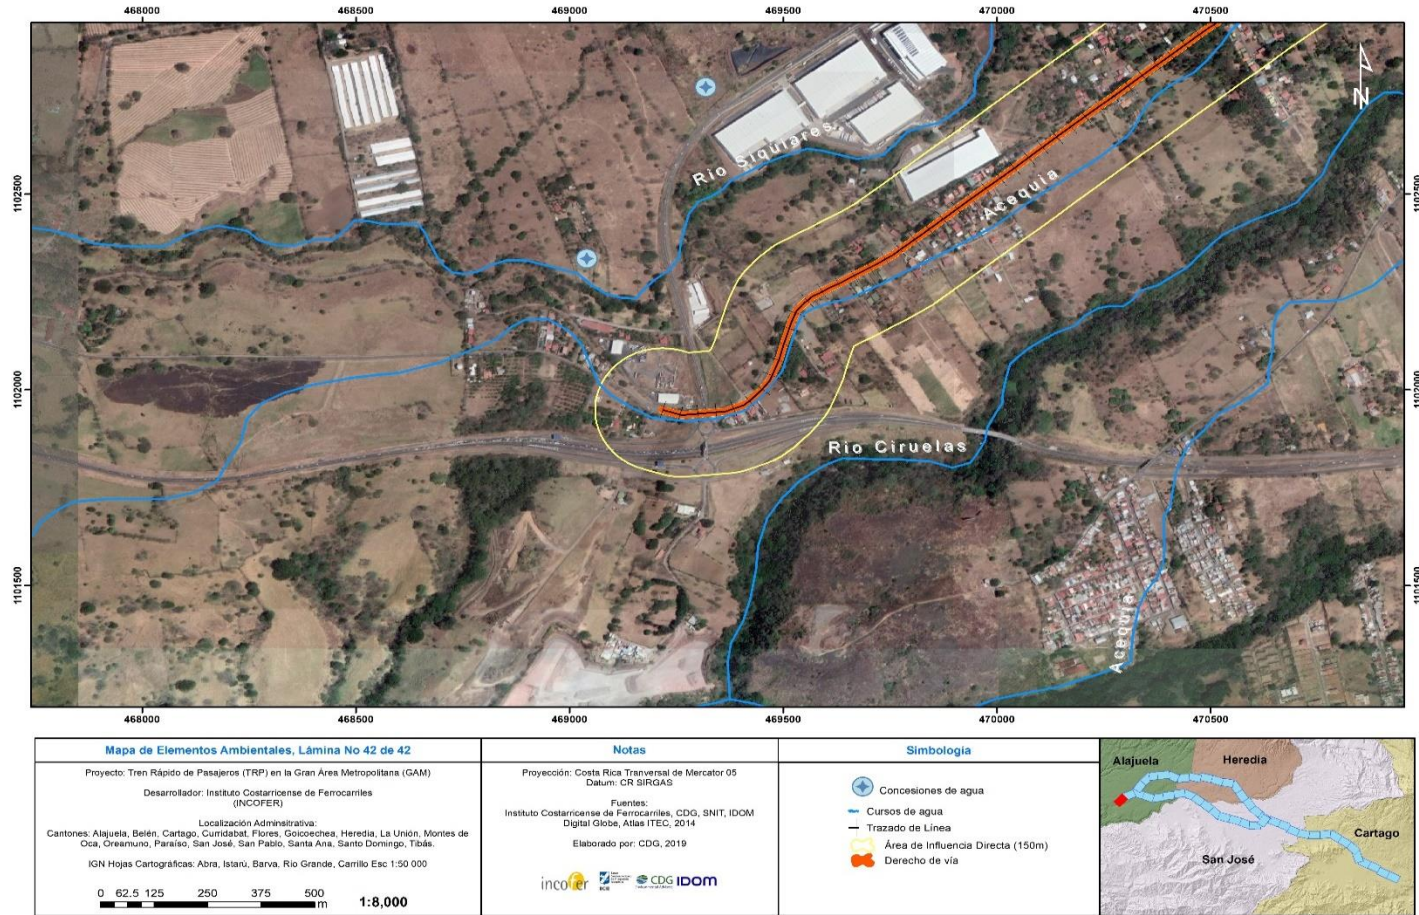 468000 468500 469000 469500 470000 470500
N
1102500 1102500
1102000 1102000
1101500 1101500
Rio Siquiares
Acequia
Rio Ciruelas
Acequia
468000 468500 469000 469500 470000 470500
Mapa de Elementos Ambientales, Lámina No 42 de 42
Proyecto: Tren Rápido de Pasajeros (TRP) en la Gran Área Metropolitana (GAM)
Desarrollador: Instituto Costarricense de Ferrocarriles
(INCOFER)
Localización Adminsitrativa:
Cantones: Alajuela, Belén, Cartago, Curridabat, Flores, Goicoechea, Heredia, La Unión, Montes de
Oca, Oreamuno, Paraíso, San José, San Pablo, Santa Ana, Santo Domingo, Tibás.
IGN Hojas Cartográficas: Abra, Istarú, Barva, Río Grande, Carrillo Esc 1:50 000
0 62.5 125 250 375 500
m
1:8,000
Notas
Proyección: Costa Rica Tranversal de Mercator 05
Datum: CR SIRGAS
Fuentes:
Instituto Costarricense de Ferrocarriles, CDG, SNIT, IDOM
Digital Globe, Atlas ITEC, 2014
Elaborado por: CDG, 2019
incofer
BCIE
CDG
IDOM
Simbología
Concesiones de agua
Cursos de agua
Trazado de Línea
Área de Influencia Directa (150m)
Derecho de vía
Alajuela
Heredia
Cartago
San José